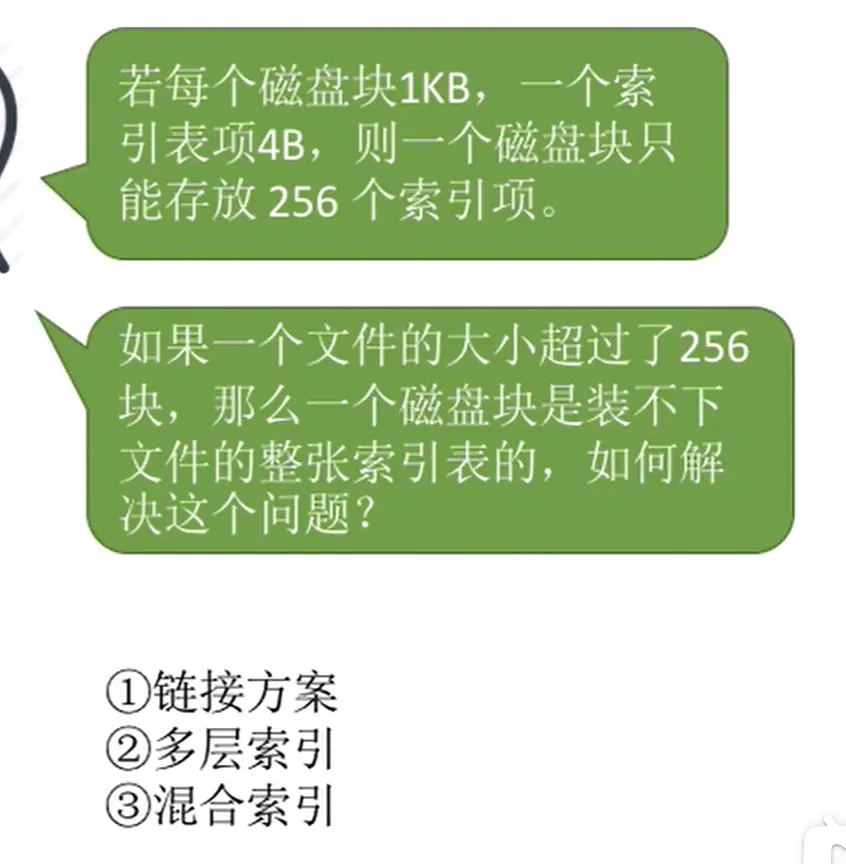 若每个磁盘块1KB，一个索
引表项4B，则一个磁盘块只
能存放 256 个索引项。
如果一个文件的大小超过了256
块，那么一个磁盘块是装不下
文件的整张索引表的，如何解
决这个问题？
①链接方案
②多层索引
③混合索引